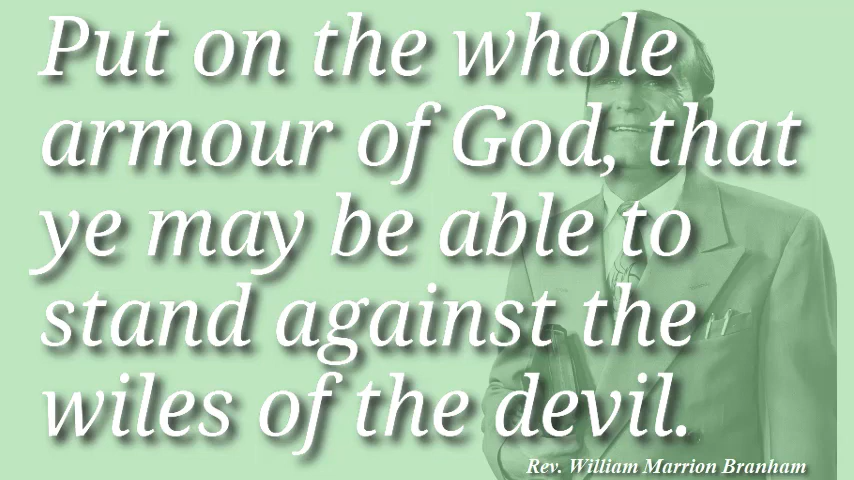 Put on the whole
armour of God, that
ye may be able to
stand against the
wiles of the devil.
Rev. William Marrion Branham